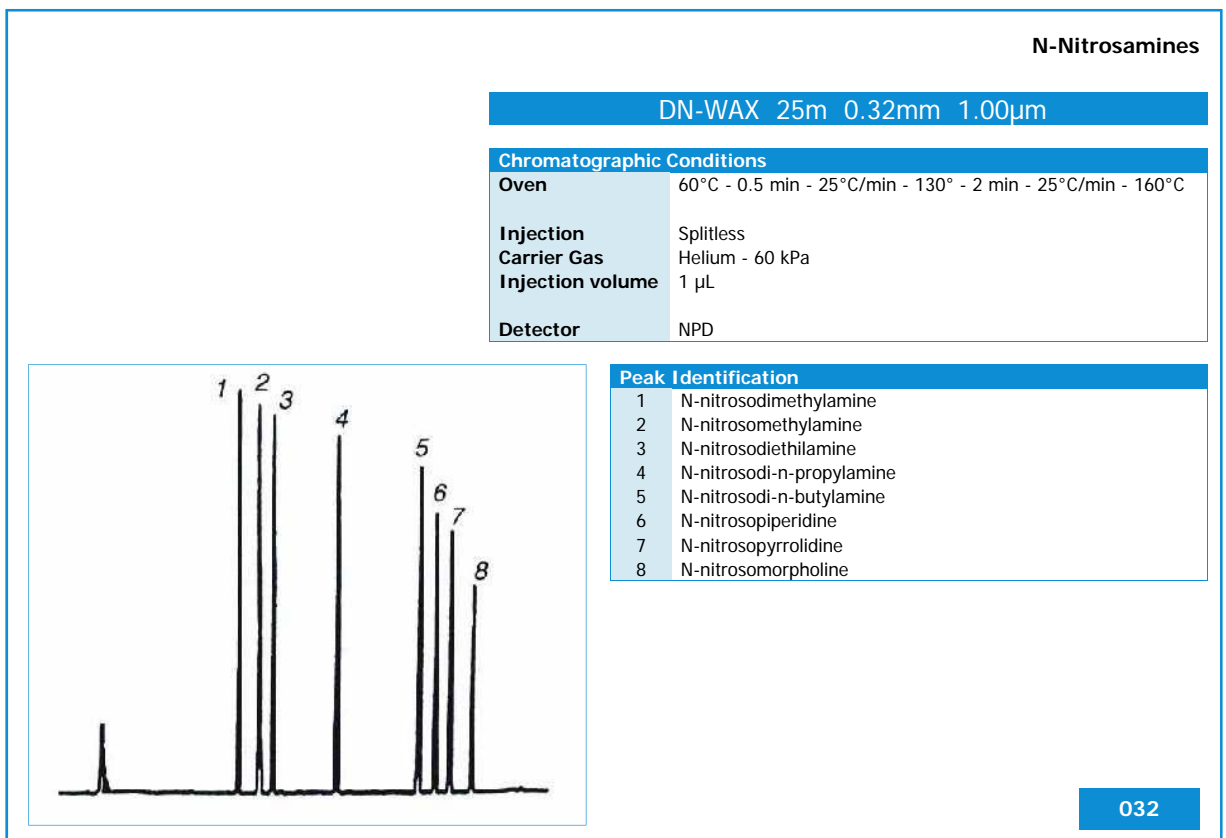 N-Nitrosamines
DN-WAX 25m 0.32mm 1.00µm
Chromatographic Conditions
Oven 60°C - 0.5 min - 25°C/min - 130° - 2 min - 25°C/min - 160°C
Injection Splitless
Carrier Gas Helium - 60 kPa
Injection volume 1 µL
Detector NPD
1 2 3 4 5 6 7 8
Peak Identification
1 N-nitrosodimethylamine
2 N-nitrosomethylamine
3 N-nitrosodiethilamine
4 N-nitrosodi-n-propylamine
5 N-nitrosodi-n-butylamine
6 N-nitrosopiperidine
7 N-nitrosopyrrolidine
8 N-nitrosomorpholine
032